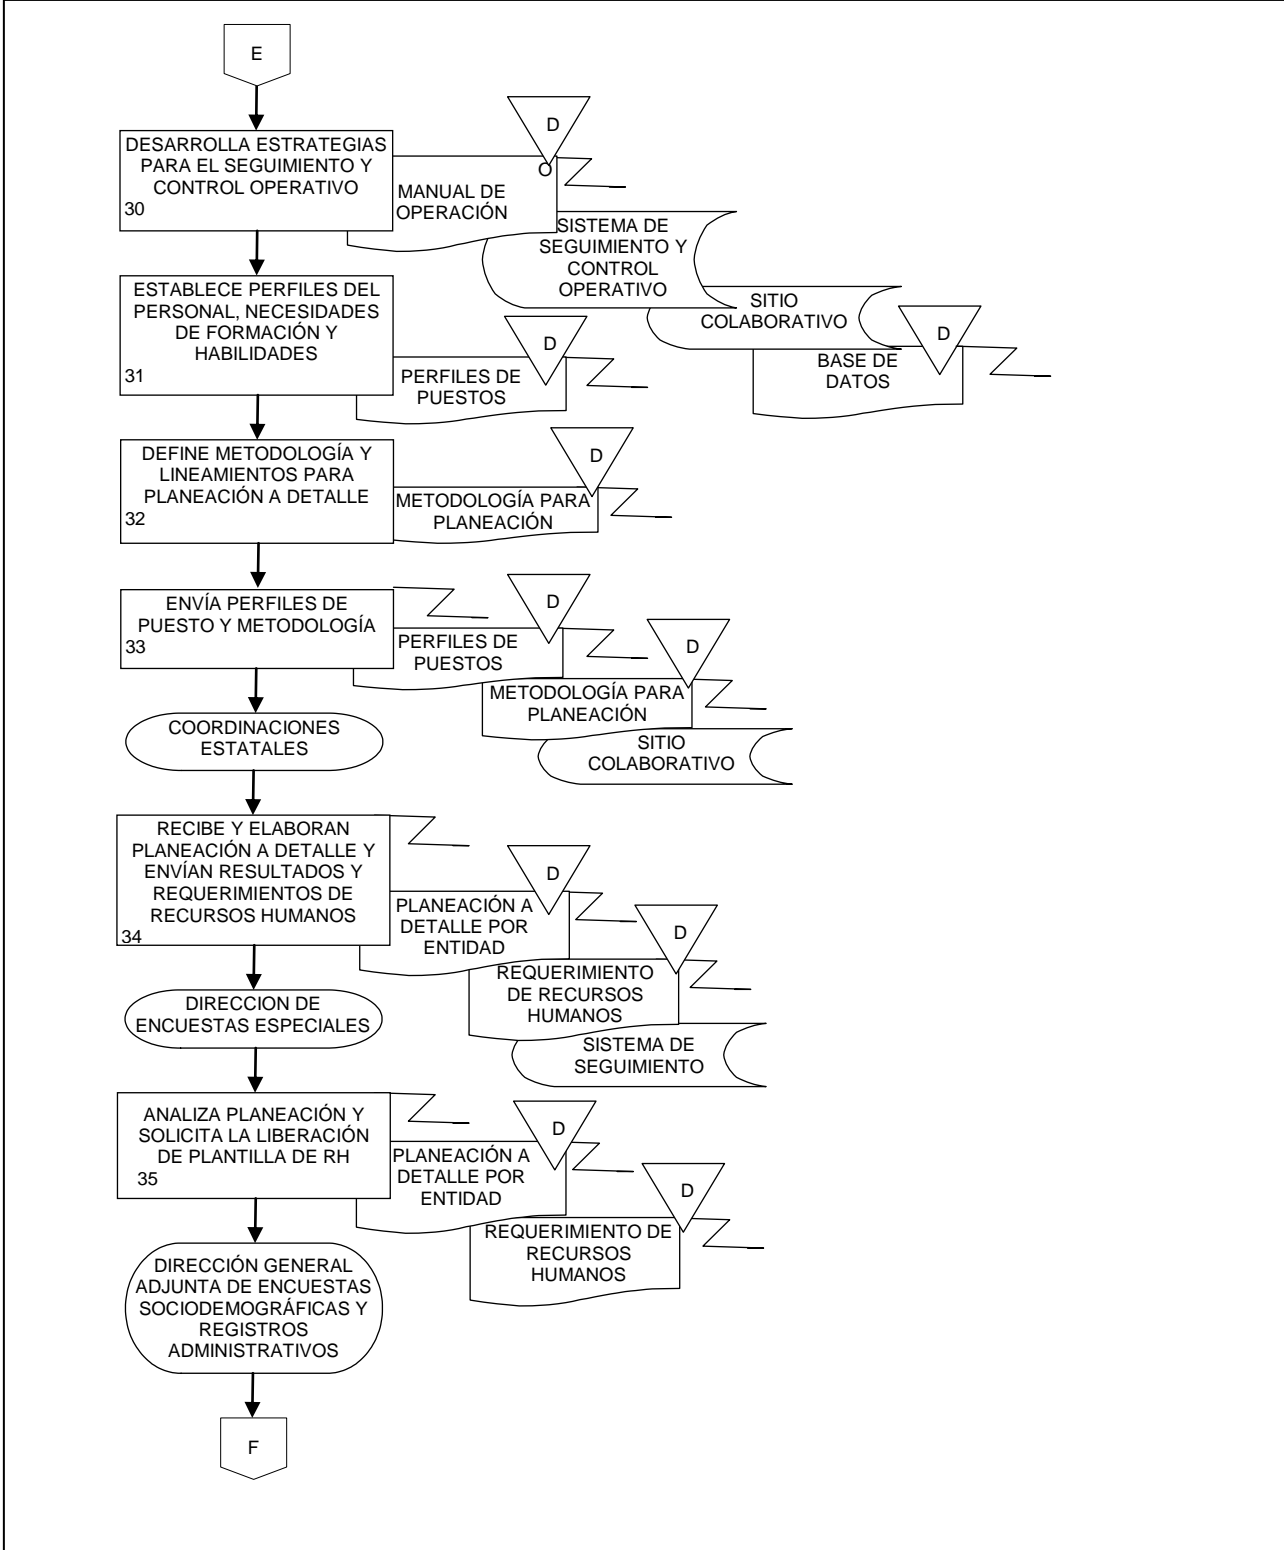 E
DESARROLLA ESTRATEGIAS
PARA EL SEGUIMIENTO Y
CONTROL OPERATIVO
30
D
O
MANUAL DE
OPERACIÓN
SISTEMA DE
SEGUIMIENTO Y
CONTROL
OPERATIVO
SITIO
COLABORATIVO
D
BASE DE
DATOS
ESTABLECE PERFILES DEL
PERSONAL, NECESIDADES
DE FORMACIÓN Y
HABILIDADES
31
D
PERFILES DE
PUESTOS
DEFINE METODOLOGÍA Y
LINEAMIENTOS PARA
PLANEACIÓN A DETALLE
32
D
METODOLOGÍA PARA
PLANEACIÓN
ENVÍA PERFILES DE
PUESTO Y METODOLOGÍA
33
D
PERFILES DE
PUESTOS
D
METODOLOGÍA PARA
PLANEACIÓN
SITIO
COLABORATIVO
COORDINACIONES
ESTATALES
RECIBE Y ELABORAN
PLANEACIÓN A DETALLE Y
ENVÍAN RESULTADOS Y
REQUERIMIENTOS DE
RECURSOS HUMANOS
34
D
PLANEACIÓN A
DETALLE POR
ENTIDAD
D
REQUERIMIENTO
DE RECURSOS
HUMANOS
SISTEMA DE
SEGUIMIENTO
DIRECCION DE
ENCUESTAS ESPECIALES
ANALIZA PLANEACIÓN Y
SOLICITA LA LIBERACIÓN
DE PLANTILLA DE RH
35
D
PLANEACIÓN A
DETALLE POR
ENTIDAD
D
REQUERIMIENTO DE
RECURSOS
HUMANOS
DIRECCIÓN GENERAL
ADJUNTA DE ENCUESTAS
SOCIODEMOGRÁFICAS Y
REGISTROS
ADMINISTRATIVOS
F